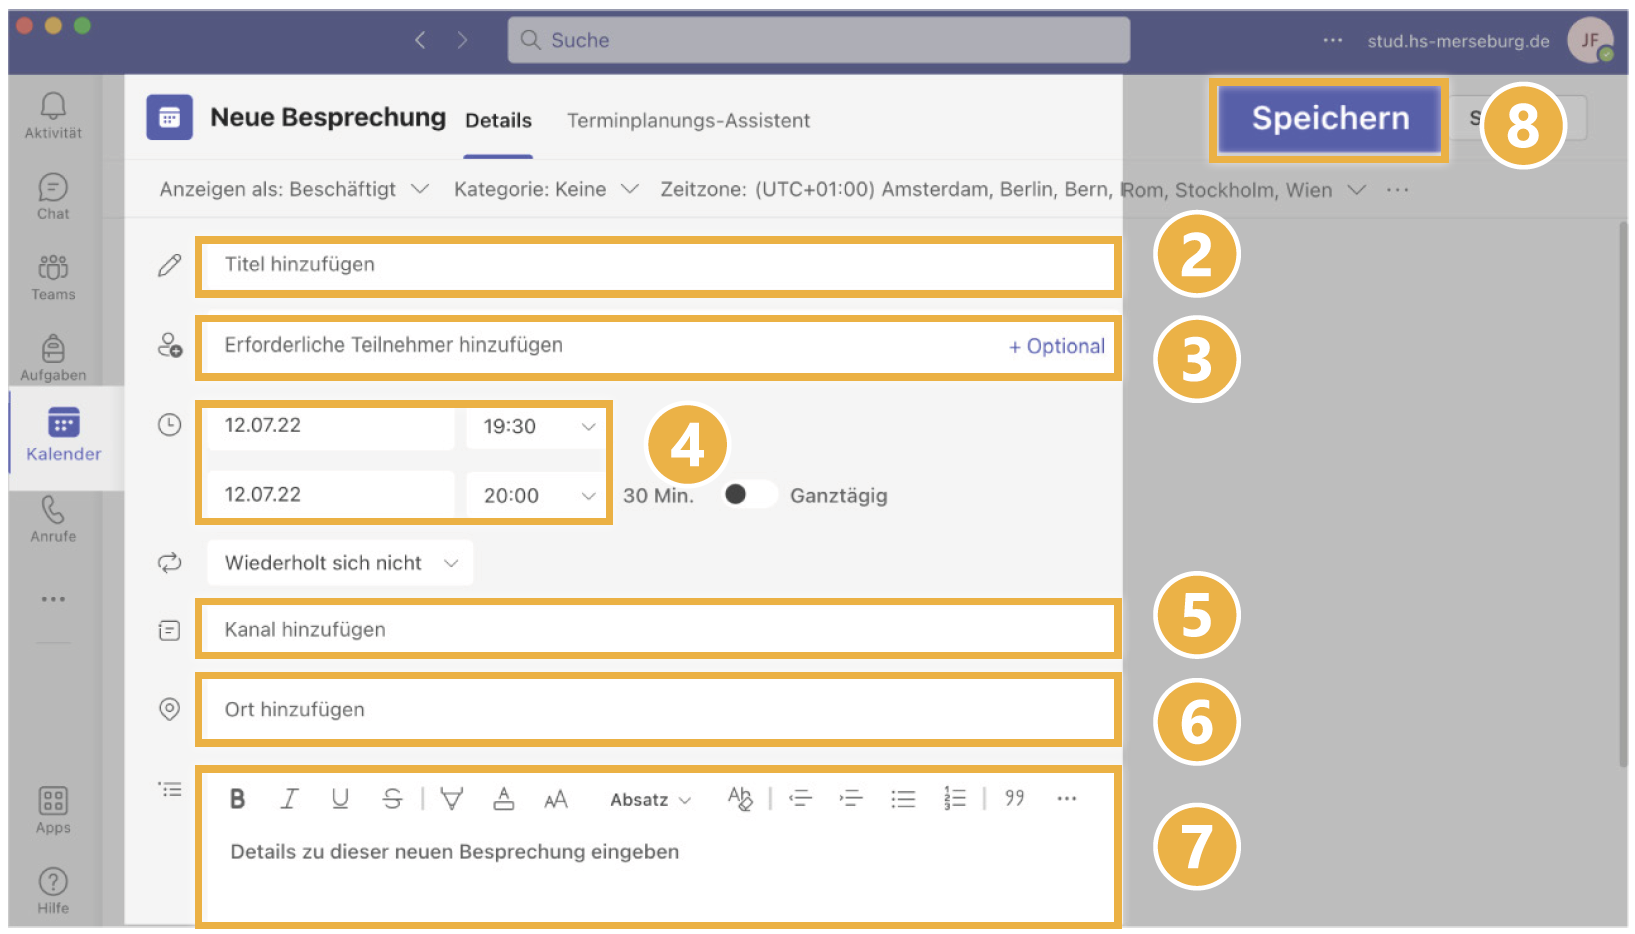 Suche
stud.hs-merseburg.de
JF
Aktivität
Chat
Teams
Aufgaben
Kalender
Anrufe
Apps
Hilfe
Neue Besprechung Details Terminplanungs-Assistent
Speichern
8
Anzeigen als: Beschäftigt Kategorie: Keine Zeitzone: (UTC+01:00) Amsterdam, Berlin, Bern, Rom, Stockholm, Wien
Titel hinzufügen
2
Erforderliche Teilnehmer hinzufügen + Optional
3
12.07.22 19:30
4
12.07.22 20:00 30 Min. Ganztägig
Wiederholt sich nicht
Kanal hinzufügen
5
Ort hinzufügen
6
B I U S A AA Absatz Ab
Details zu dieser neuen Besprechung eingeben
7